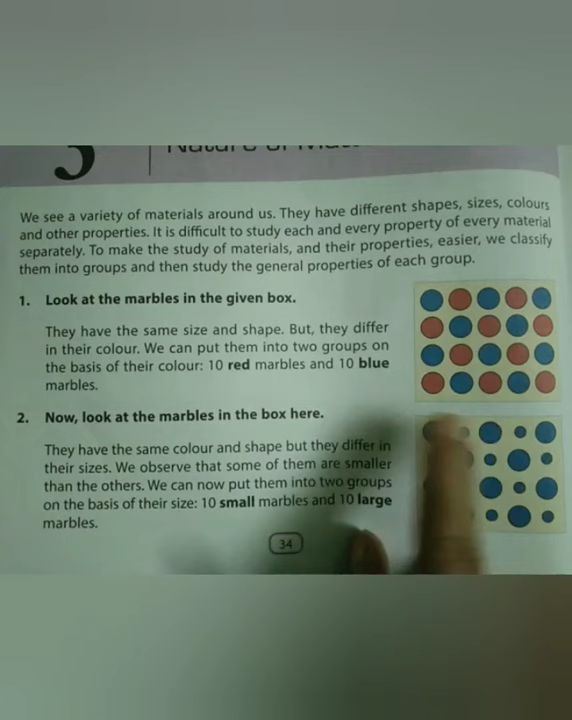 3
Nature of
We see a variety of materials around us. They have different shapes, sizes, colours
and other properties. It is difficult to study each and every property of every material
separately. To make the study of materials, and their properties, easier, we classify
them into groups and then study the general properties of each group.
1. Look at the marbles in the given box.
They have the same size and shape. But, they differ
in their colour. We can put them into two groups on
the basis of their colour: 10 red marbles and 10 blue
marbles.
2. Now, look at the marbles in the box here.
They have the same colour and shape but they differ in
their sizes. We observe that some of them are smaller
than the others. We can now put them into two groups
on the basis of their size: 10 small marbles and 10 large
marbles.
34